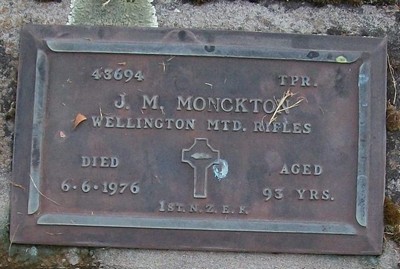 43694 TPR.
J. M. MONCKTON
WELLINGTON MTD. RIFLES
DIED AGED
6·6·1976 93 YRS.
1ST. N. Z. E. F.